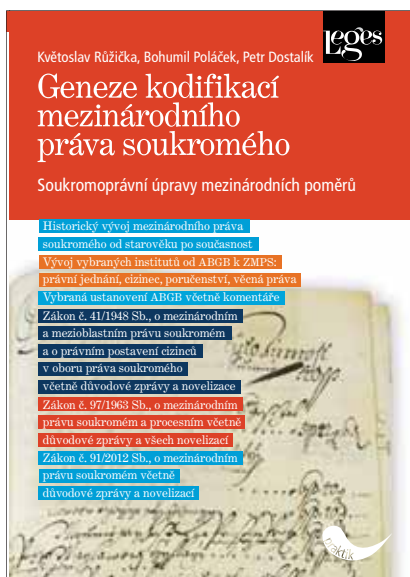 Leges
Květoslav Růžička, Bohumil Poláček, Petr Dostalík
Geneze kodifikací
mezinárodního
práva soukromého
Soukromoprávní úpravy mezinárodních poměrů
Historický vývoj mezinárodního práva
soukromého od starověku po současnost
Vývoj vybraných institutů od ABGB k ZMPS:
právní jednání, cizinec, poručenství, věcná práva
Vybraná ustanovení ABGB včetně komentáře
Zákon č. 41/1948 Sb., o mezinárodním
a mezioblastním právu soukromém
a o právním postavení cizinců
v oboru práva soukromého
včetně důvodové zprávy a novelizace
Zákon č. 97/1963 Sb., o mezinárodním
právu soukromém a procesním včetně
důvodové zprávy a všech novelizací
Zákon č. 91/2012 Sb., o mezinárodním
právu soukromém včetně
důvodové zprávy a novelizací
praktik